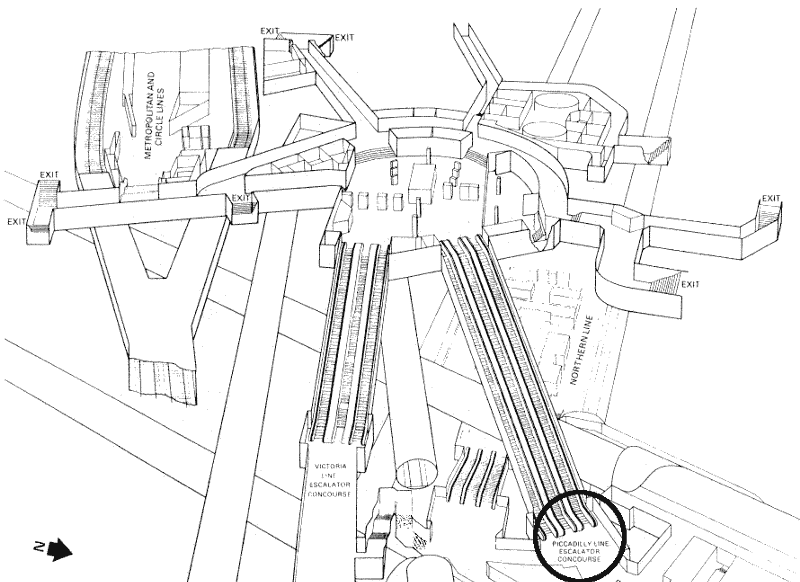 EXIT
EXIT
METROPOLITAN AND
CIRCLE LINES
EXIT
EXIT
EXIT
EXIT
EXIT
NORTHERN LINE
VICTORIA
LINE
ESCALATOR
CONCOURSE
PICCADILLY LINE
ESCALATOR
CONCOURSE
N